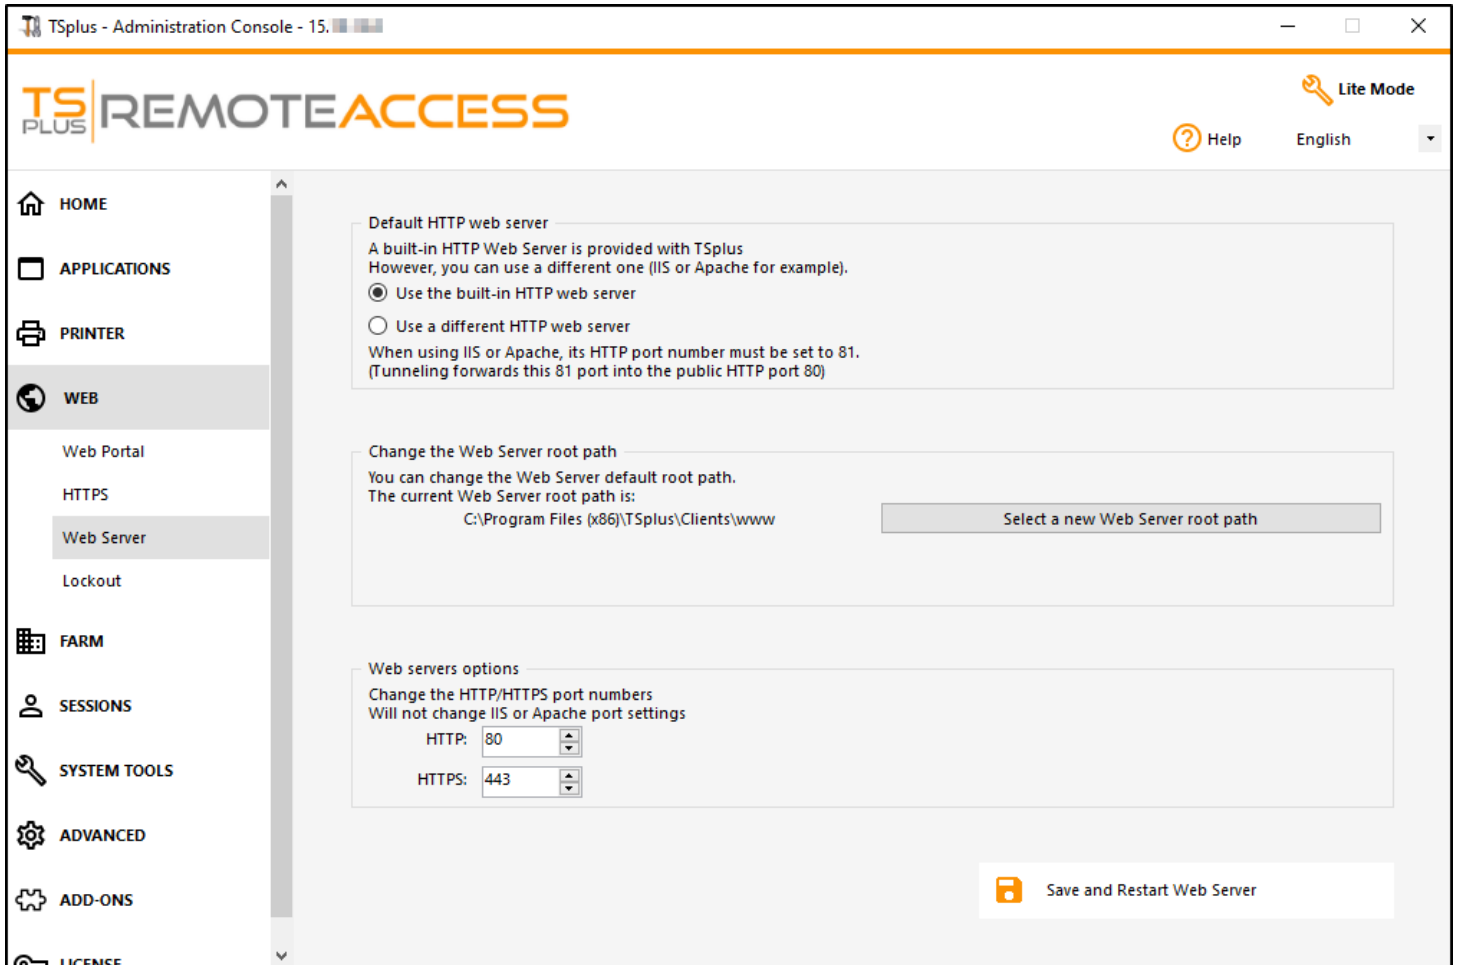 TSplus - Administration Console - 15.
TS PLUS REMOTEACCESS
Lite Mode
Help
English
HOME
APPLICATIONS
PRINTER
WEB
Web Portal
HTTPS
Web Server
Lockout
FARM
SESSIONS
SYSTEM TOOLS
ADVANCED
ADD-ONS
LICENSE
Default HTTP web server
A built-in HTTP Web Server is provided with TSplus
However, you can use a different one (IIS or Apache for example).
Use the built-in HTTP web server
Use a different HTTP web server
When using IIS or Apache, its HTTP port number must be set to 81.
(Tunneling forwards this 81 port into the public HTTP port 80)
Change the Web Server root path
You can change the Web Server default root path.
The current Web Server root path is:
C:\Program Files (x86)\TSplus\Clients\www
Select a new Web Server root path
Web servers options
Change the HTTP/HTTPS port numbers
Will not change IIS or Apache port settings
HTTP: 80
HTTPS: 443
Save and Restart Web Server